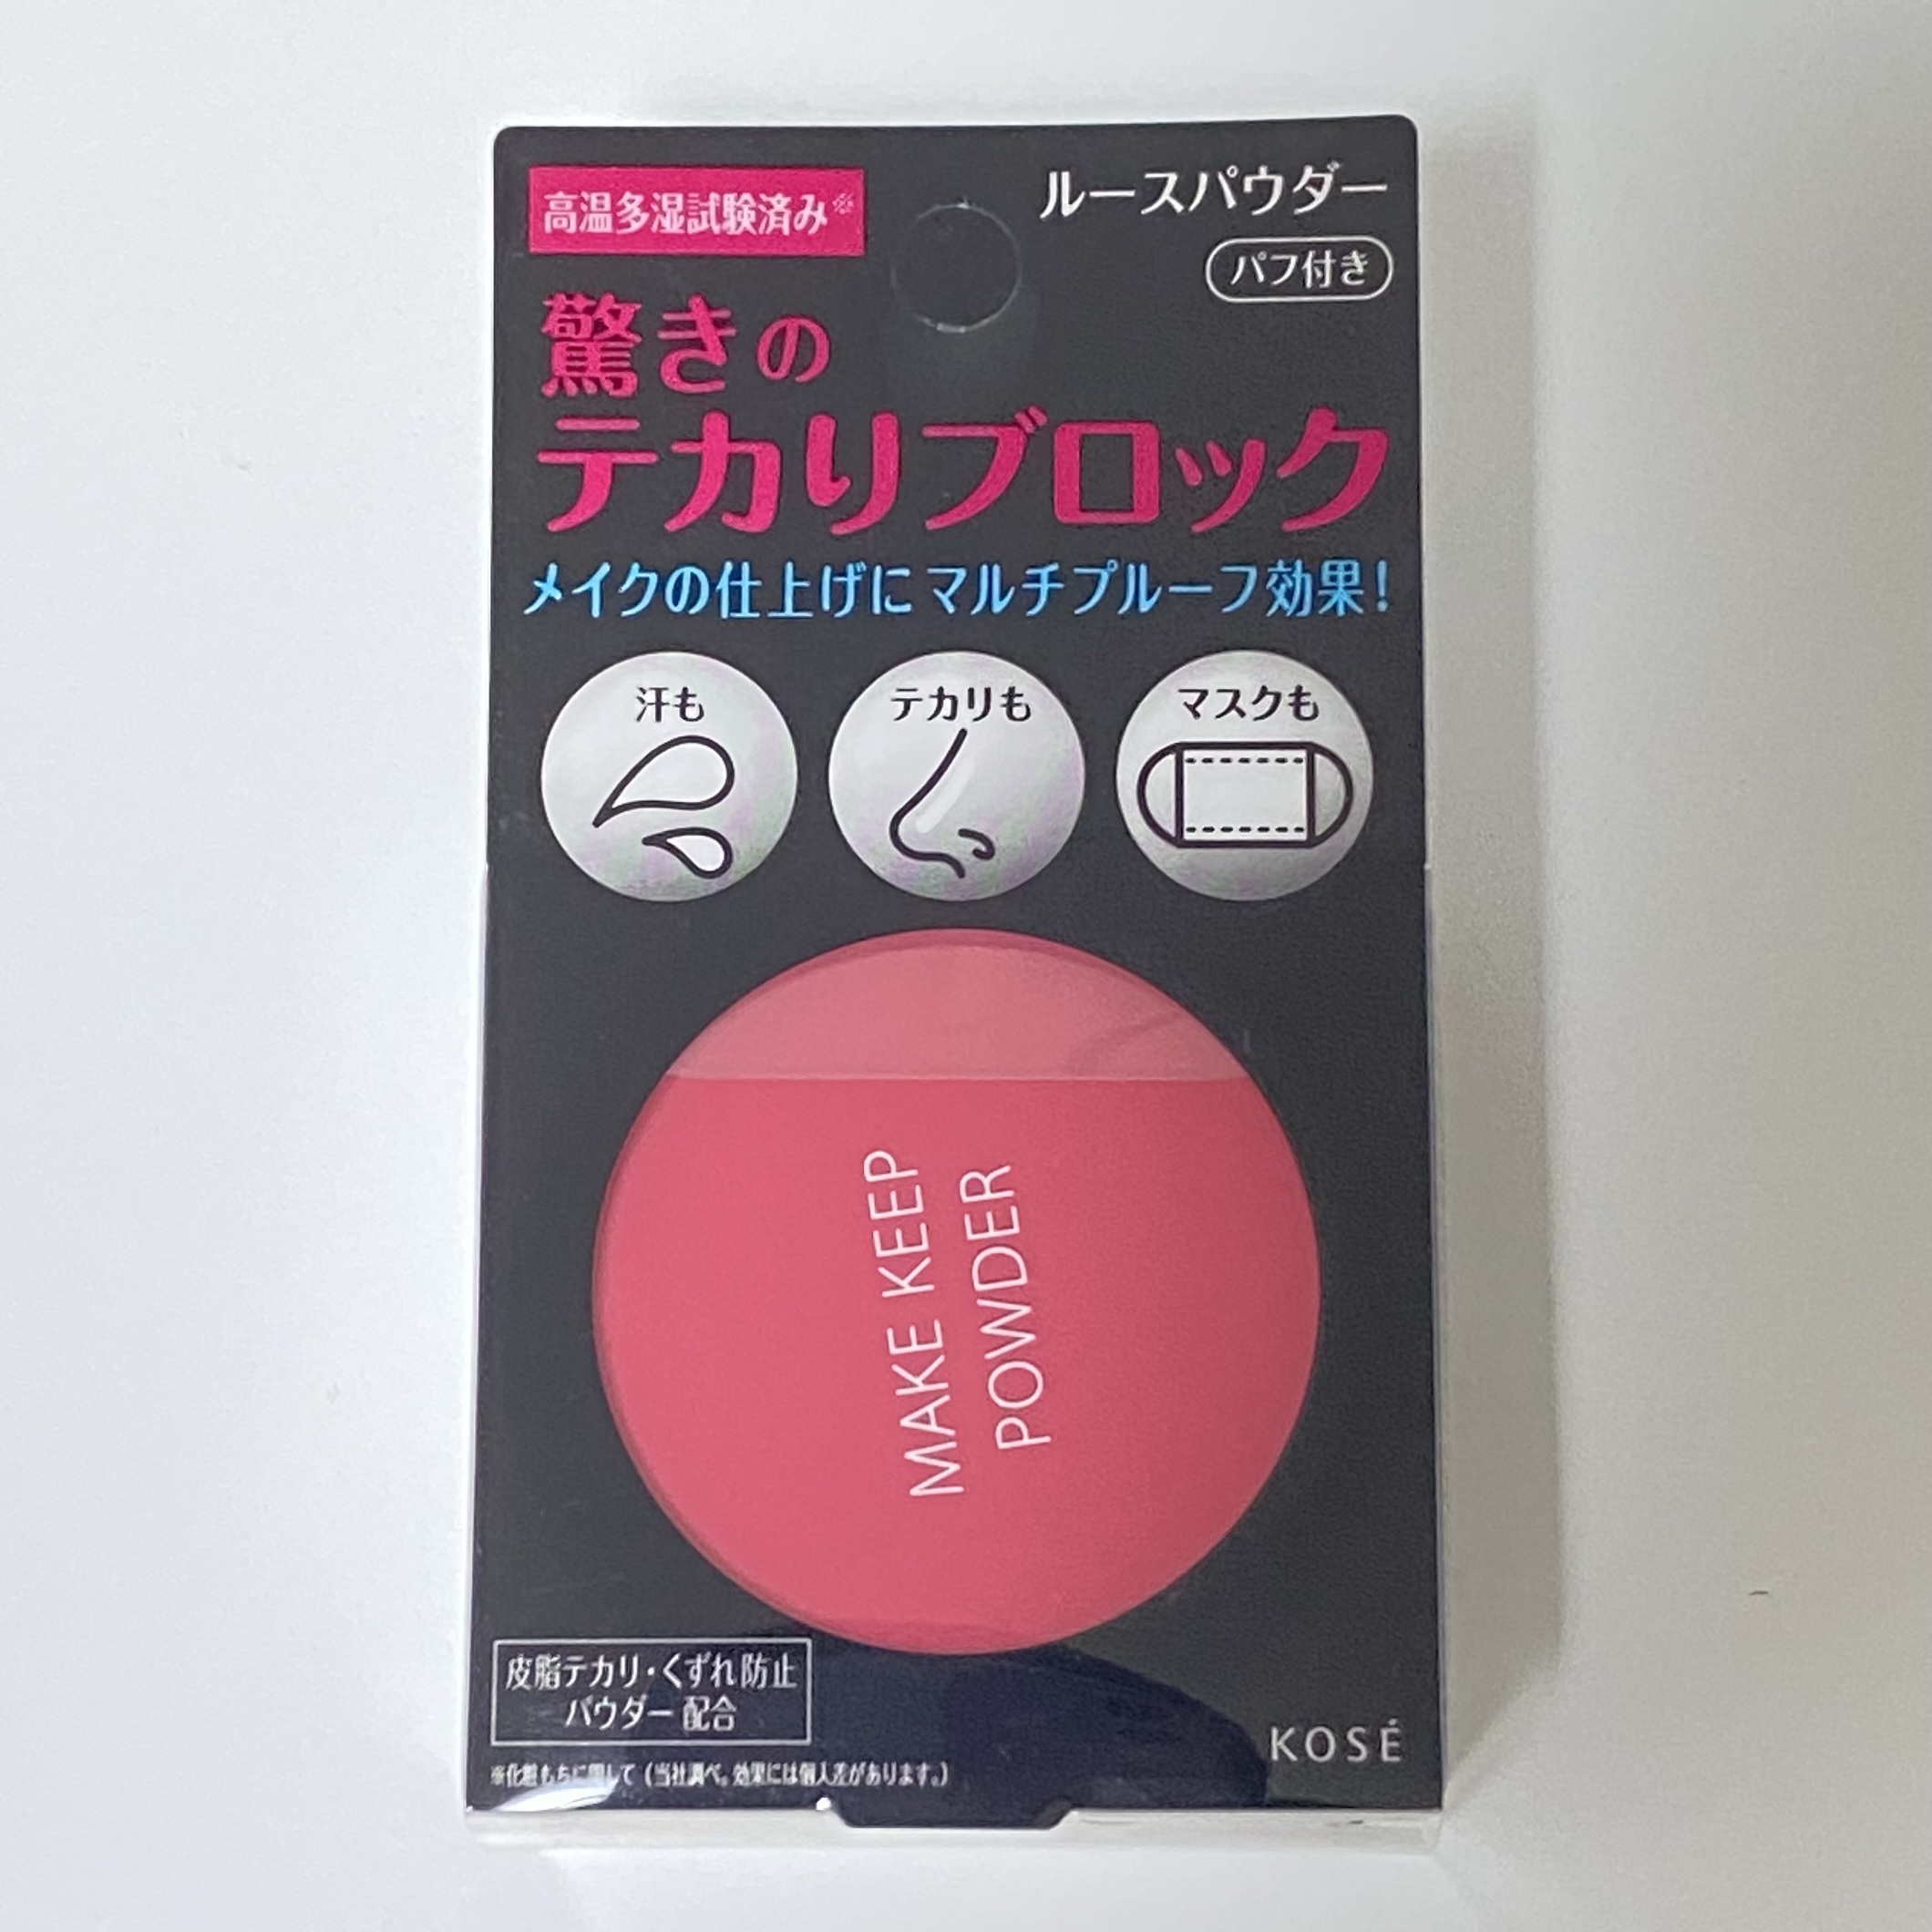 高温多湿試験済み※
ルースパウダー
パフ付き
驚きの
テカリブロック
メイクの仕上げにマルチプルーフ効果!
汗も
テカリも
マスクも
MAKE KEEP
POWDER
皮脂テカリ・くずれ防止
パウダー 配合
※化粧もちに関して(当社調べ。効果には個人差があります。)
KOSÉ